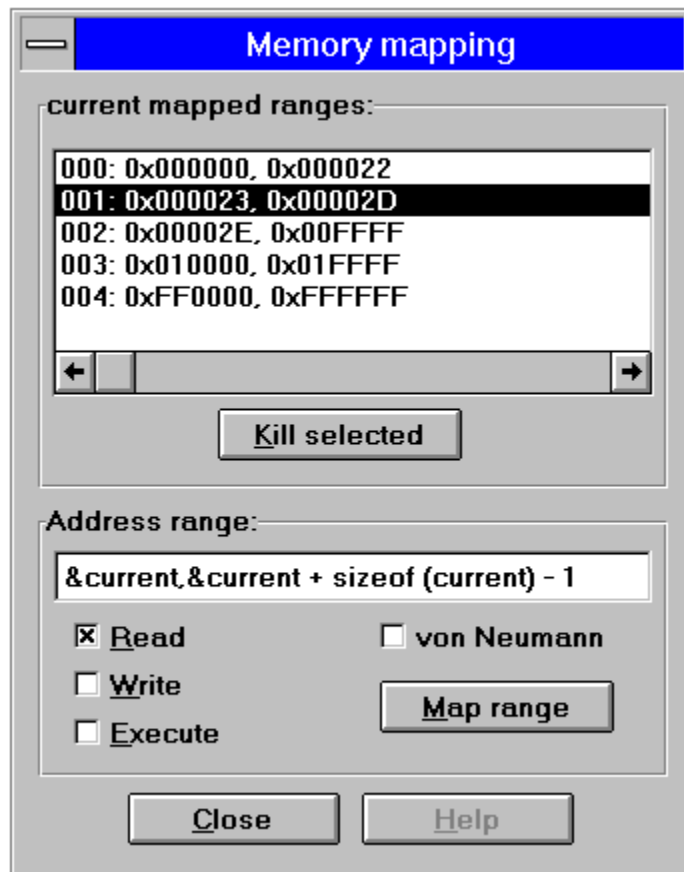 Memory mapping
current mapped ranges:
000: 0x000000, 0x000022
001: 0x000023, 0x00002D
002: 0x00002E, 0x00FFFF
003: 0x010000, 0x01FFFF
004: 0xFF0000, 0xFFFFFF
Kill selected
Address range:
&current,&current + sizeof (current) - 1
Read von Neumann
Write
Map range
Execute
Close Help